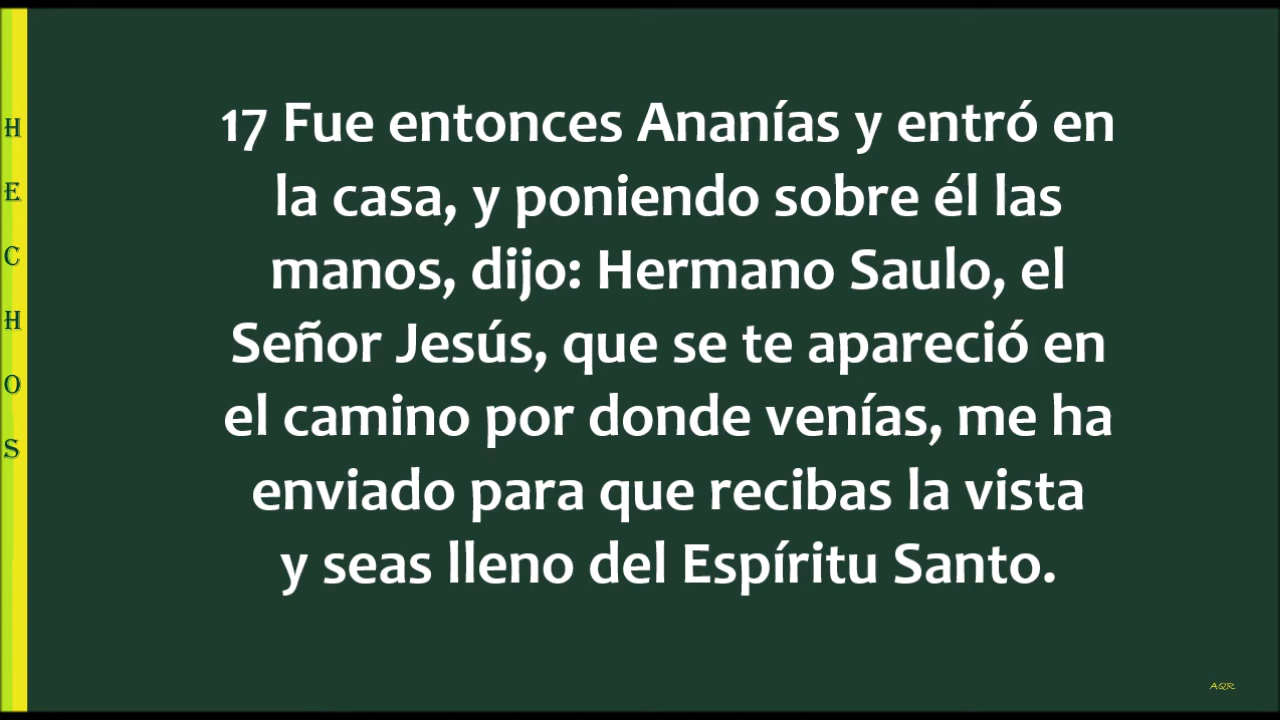 HECHOS
17 Fue entonces Ananías y entró en
la casa, y poniendo sobre él las
manos, dijo: Hermano Saulo, el
Señor Jesús, que se te apareció en
el camino por donde venías, me ha
enviado para que recibas la vista
y seas lleno del Espíritu Santo.
AQR